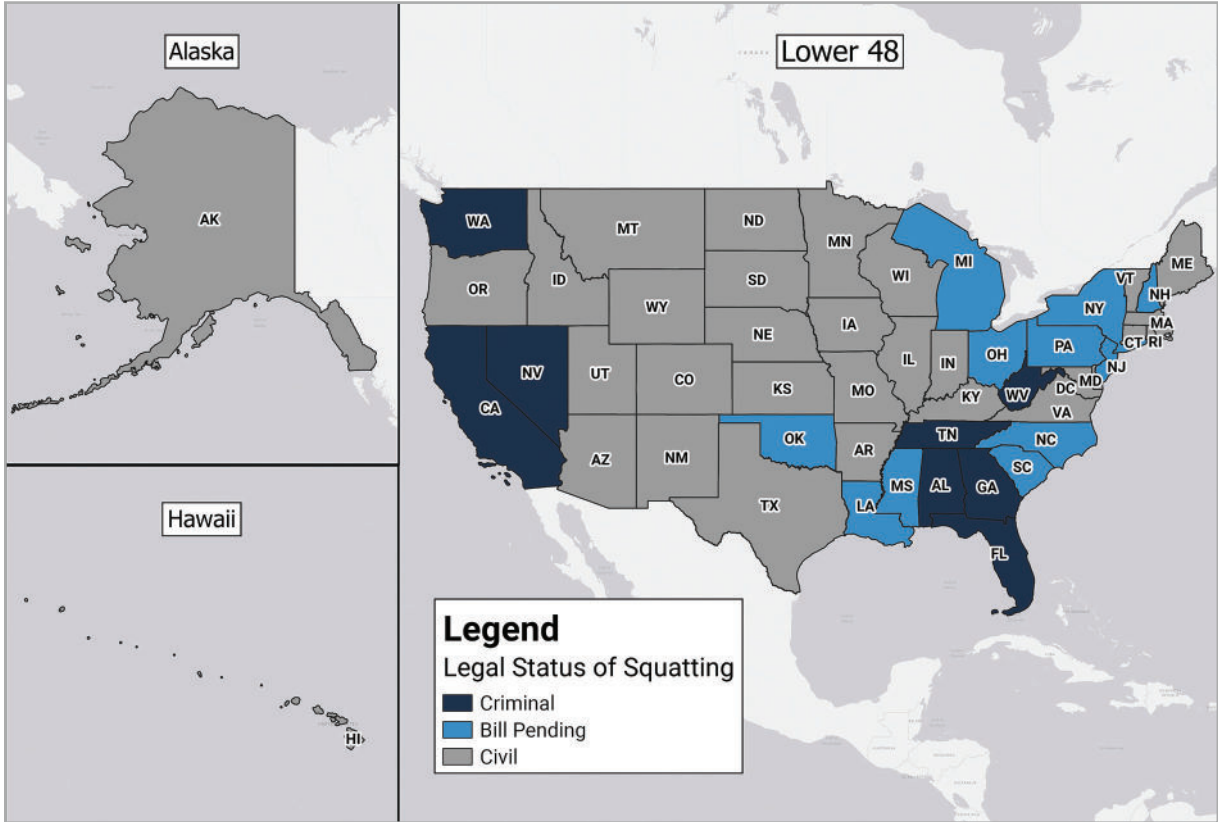 Alaska
AK
Hawaii
HI
Lower 48
CANADA
WA
MT
ND
MN
MI
ME
VT
NH
OR
ID
WY
SD
WI
NY
MA
CT
RI
NE
IA
IL
IN
OH
PA
NJ
NV
UT
CO
KS
MO
KY
WV
MD
DC
VA
CA
AZ
NM
OK
AR
TN
NC
SC
TX
LA
MS
AL
GA
FL
Legend
Legal Status of Squatting
Criminal
Bill Pending
Civil